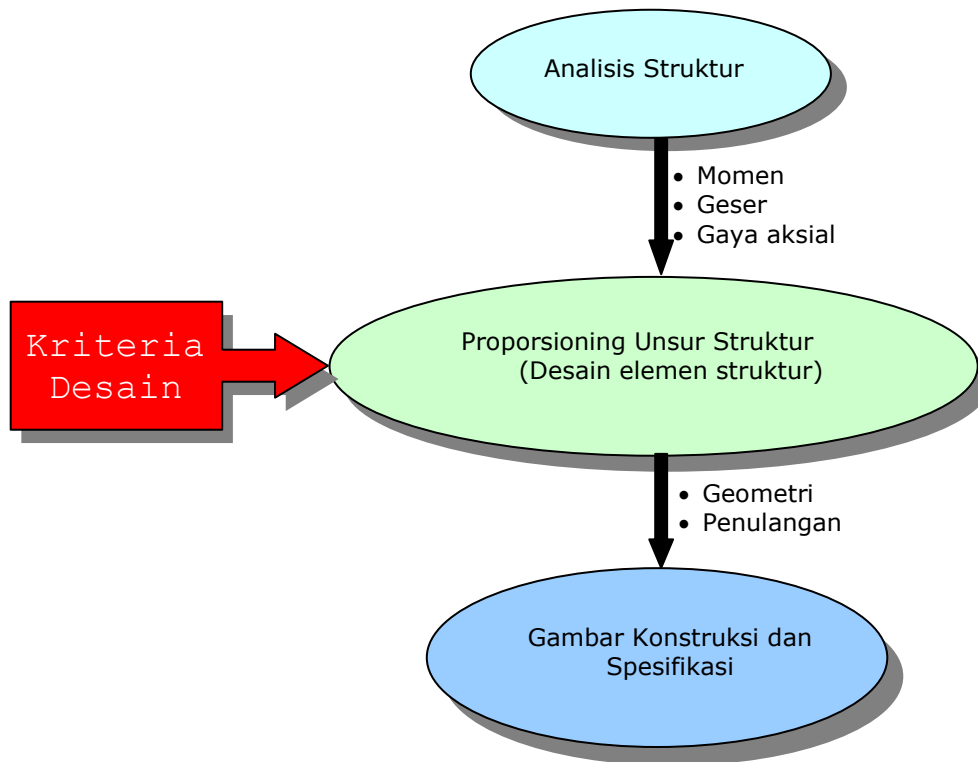 Analisis Struktur
• Momen
• Geser
• Gaya aksial
Kriteria
Desain
Proporsioning Unsur Struktur
(Desain elemen struktur)
• Geometri
• Penulangan
Gambar Konstruksi dan
Spesifikasi